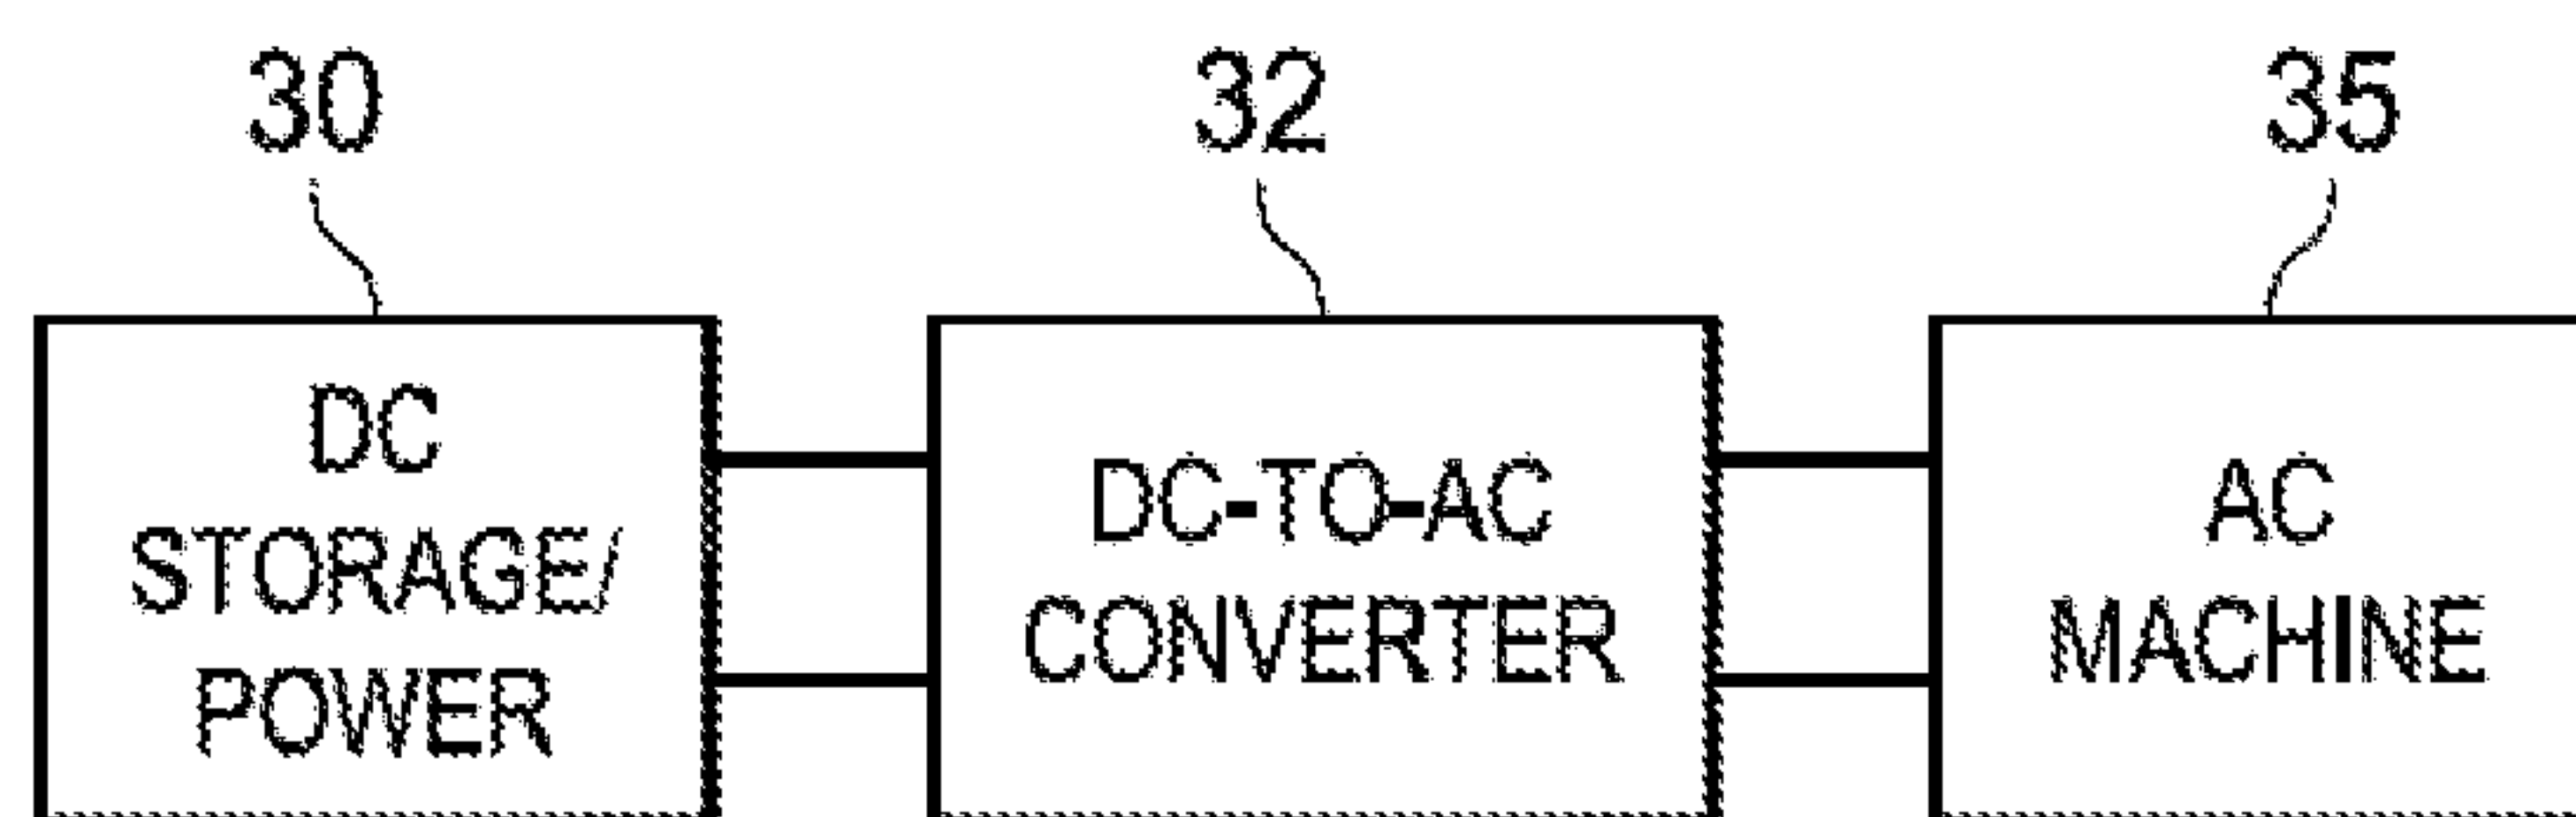 30
32
35
DC
STORAGE/
POWER
DC-TO-AC
CONVERTER
AC
MACHINE